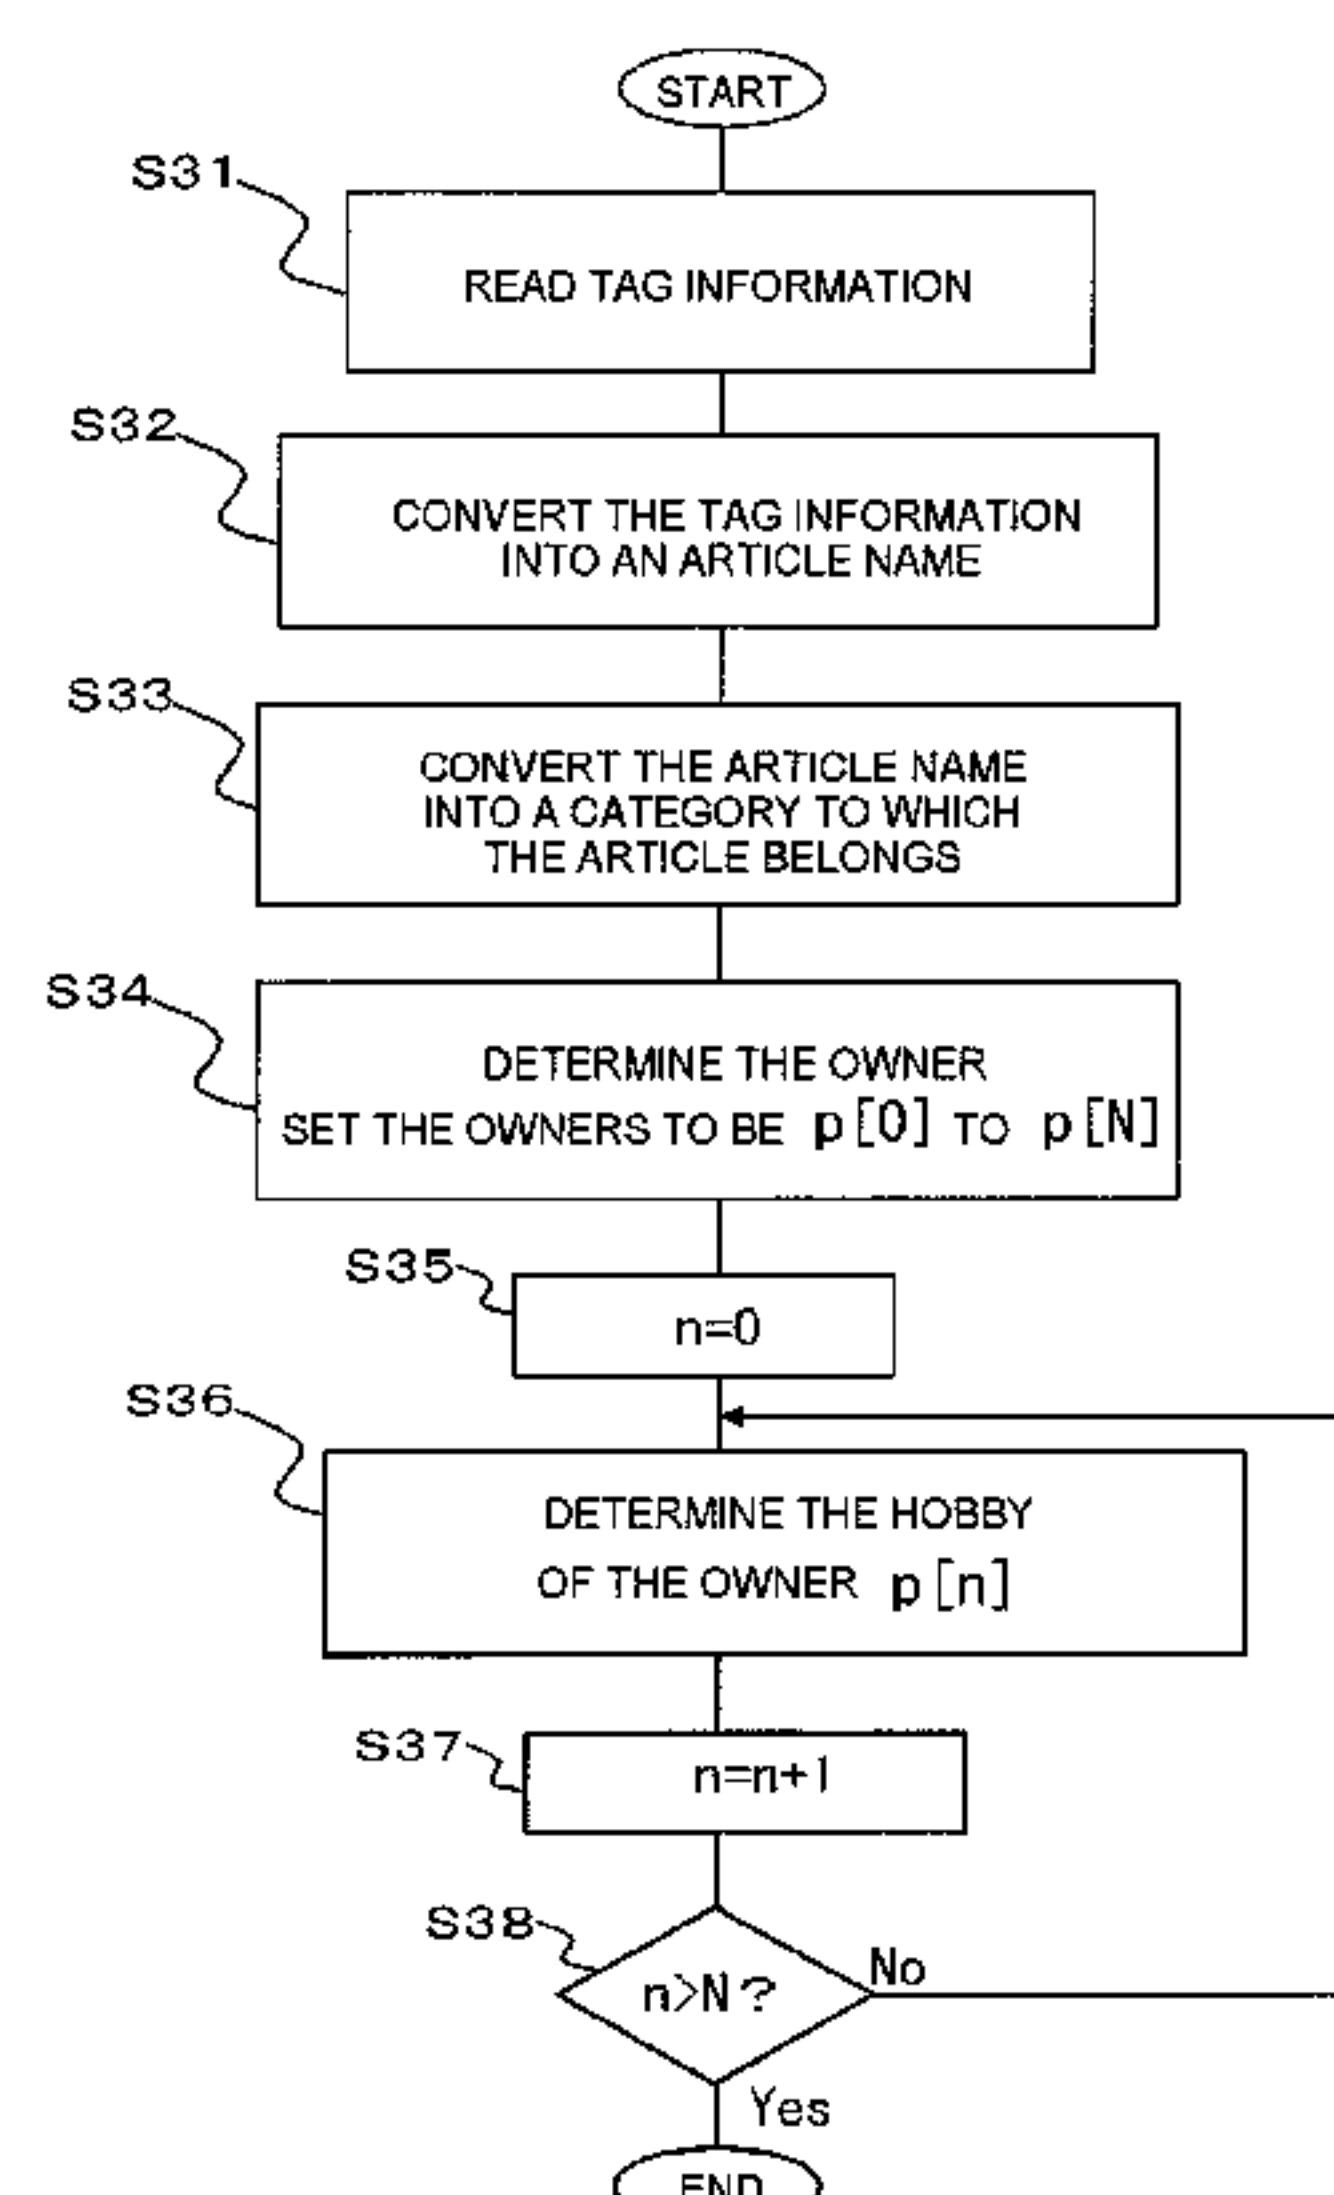 START
S31
READ TAG INFORMATION
S32
CONVERT THE TAG INFORMATION
INTO AN ARTICLE NAME
S33
CONVERT THE ARTICLE NAME
INTO A CATEGORY TO WHICH
THE ARTICLE BELONGS
S34
DETERMINE THE OWNER
SET THE OWNERS TO BE p[0] TO p[N]
S35
n=0
S36
DETERMINE THE HOBBY
OF THE OWNER p[n]
S37
n=n+1
S38
n>N?
No
Yes
END